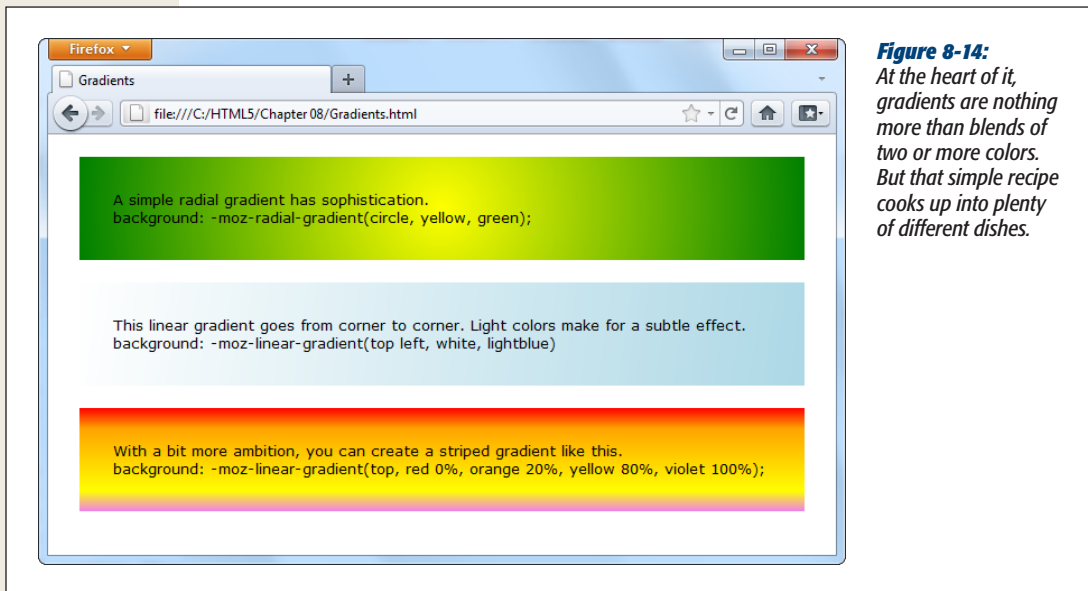 Firefox
Gradients
file:///C:/HTML5/Chapter 08/Gradients.html
A simple radial gradient has sophistication.
background: -moz-radial-gradient(circle, yellow, green);
This linear gradient goes from corner to corner. Light colors make for a subtle effect.
background: -moz-linear-gradient(top left, white, lightblue)
With a bit more ambition, you can create a striped gradient like this.
background: -moz-linear-gradient(top, red 0%, orange 20%, yellow 80%, violet 100%);
Figure 8-14:
At the heart of it,
gradients are nothing
more than blends of
two or more colors.
But that simple recipe
cooks up into plenty
of different dishes.